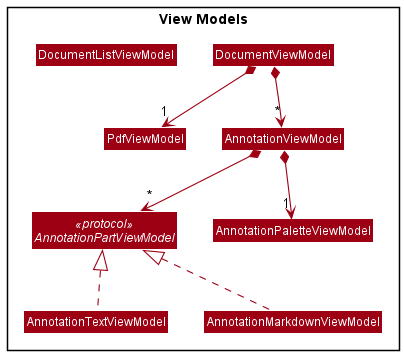 View Models
DocumentListViewModel
DocumentViewModel
1
*
PdfViewModel
AnnotationViewModel
*
1
«protocol»
AnnotationPartViewModel
AnnotationPaletteViewModel
AnnotationTextViewModel
AnnotationMarkdownViewModel